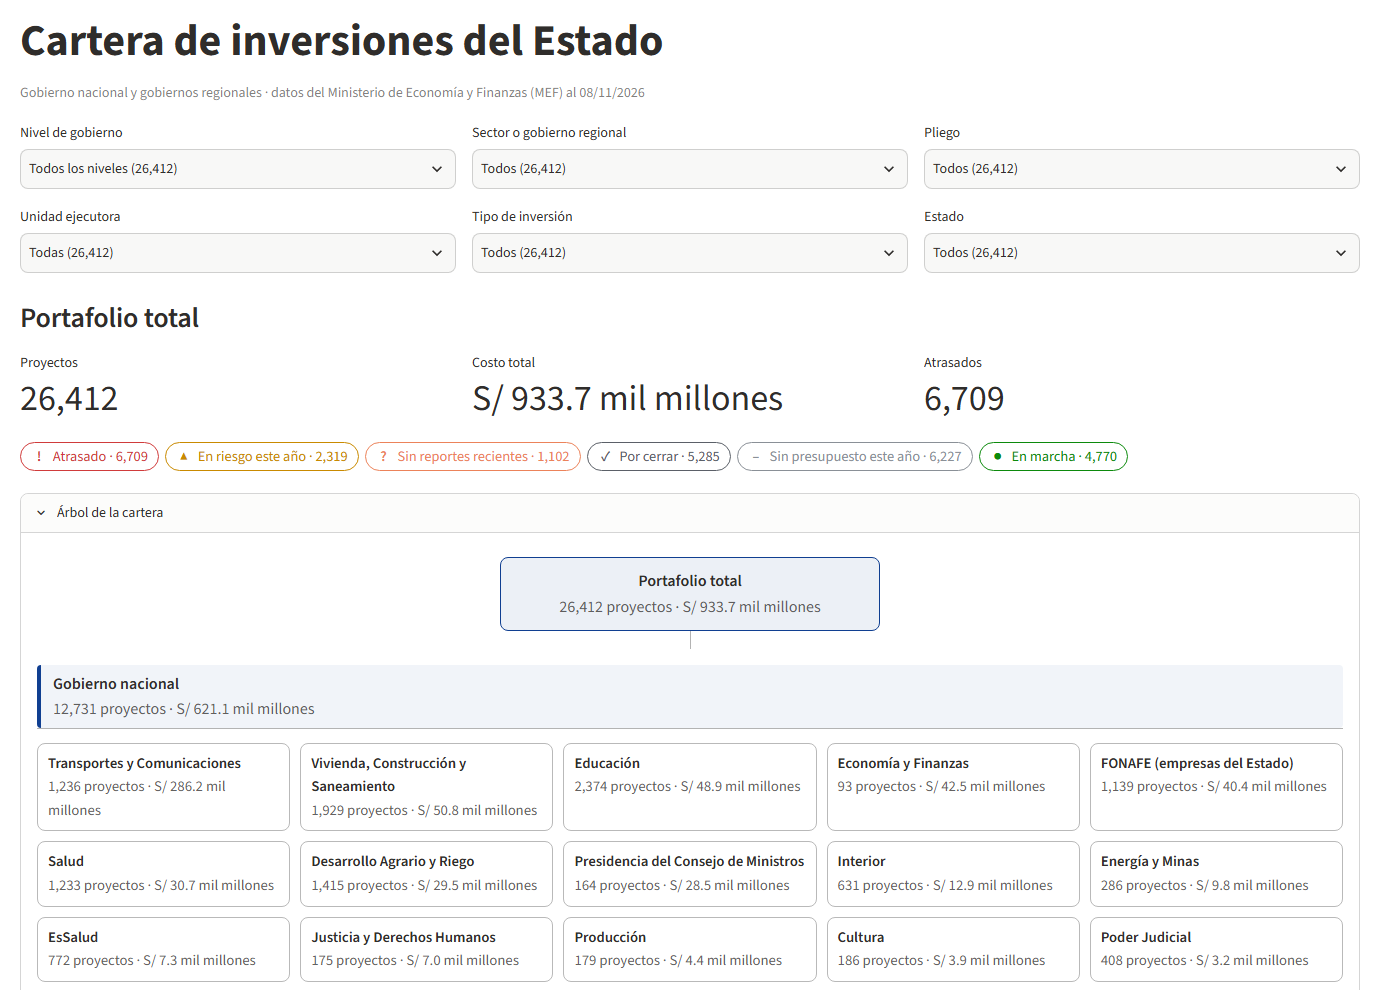 Cartera de inversiones del Estado
Gobierno nacional y gobiernos regionales · datos del Ministerio de Economía y Finanzas (MEF) al 08/11/2026
Nivel de gobierno
Sector o gobierno regional
Pliego
Todos los niveles (26,412)
Todos (26,412)
Todos (26,412)
Unidad ejecutora
Tipo de inversión
Estado
Todas (26,412)
Todos (26,412)
Todos (26,412)
Portafolio total
Proyectos
Costo total
Atrasados
26,412
S/ 933.7 mil millones
6,709
! Atrasado · 6,709
▲ En riesgo este año · 2,319
? Sin reportes recientes · 1,102
✓ Por cerrar · 5,285
– Sin presupuesto este año · 6,227
● En marcha · 4,770
Árbol de la cartera
Portafolio total
26,412 proyectos · S/ 933.7 mil millones
Gobierno nacional
12,731 proyectos · S/ 621.1 mil millones
Transportes y Comunicaciones
1,236 proyectos · S/ 286.2 mil
millones
Vivienda, Construcción y
Saneamiento
1,929 proyectos · S/ 50.8 mil millones
Educación
2,374 proyectos · S/ 48.9 mil millones
Economía y Finanzas
93 proyectos · S/ 42.5 mil millones
FONAFE (empresas del Estado)
1,139 proyectos · S/ 40.4 mil millones
Salud
1,233 proyectos · S/ 30.7 mil millones
Desarrollo Agrario y Riego
1,415 proyectos · S/ 29.5 mil millones
Presidencia del Consejo de Ministros
164 proyectos · S/ 28.5 mil millones
Interior
631 proyectos · S/ 12.9 mil millones
Energía y Minas
286 proyectos · S/ 9.8 mil millones
EsSalud
772 proyectos · S/ 7.3 mil millones
Justicia y Derechos Humanos
175 proyectos · S/ 7.0 mil millones
Producción
179 proyectos · S/ 4.4 mil millones
Cultura
186 proyectos · S/ 3.9 mil millones
Poder Judicial
408 proyectos · S/ 3.2 mil millones